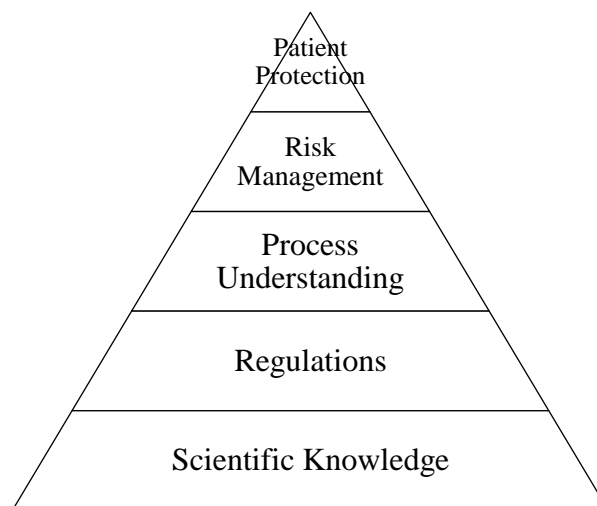 Patient
Protection
Risk
Management
Process
Understanding
Regulations
Scientific Knowledge